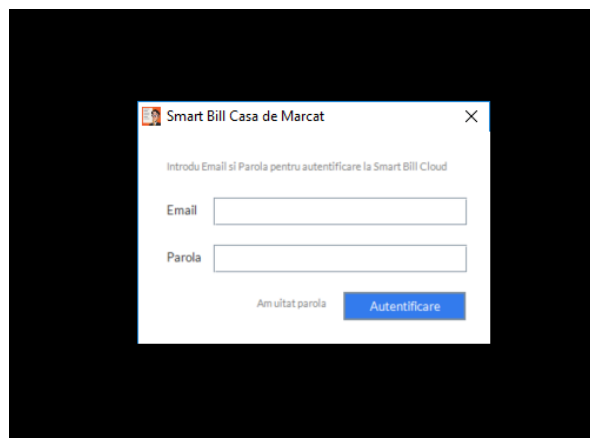 Smart Bill Casa de Marcat
Introdu Email si Parola pentru autentificare la Smart Bill Cloud
Email
Parola
Am uitat parola
Autentificare